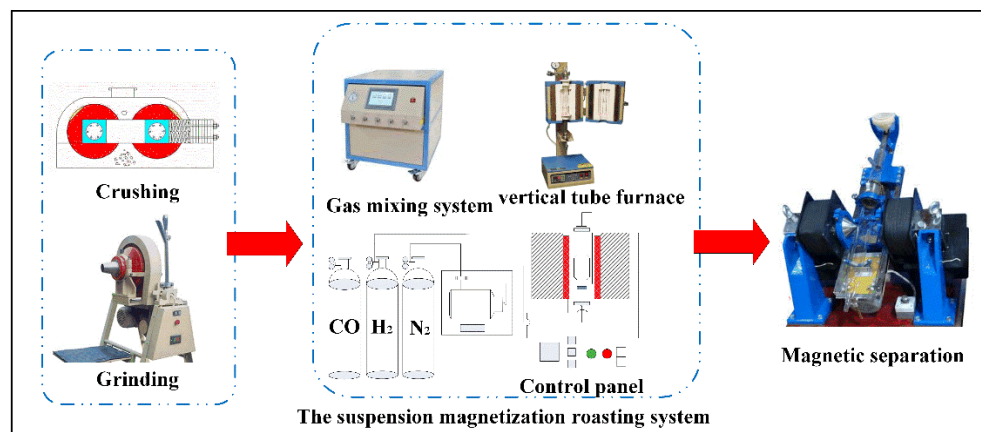 Crushing
Grinding
Gas mixing system
vertical tube furnace
CO
H₂
N₂
Control panel
The suspension magnetization roasting system
Magnetic separation